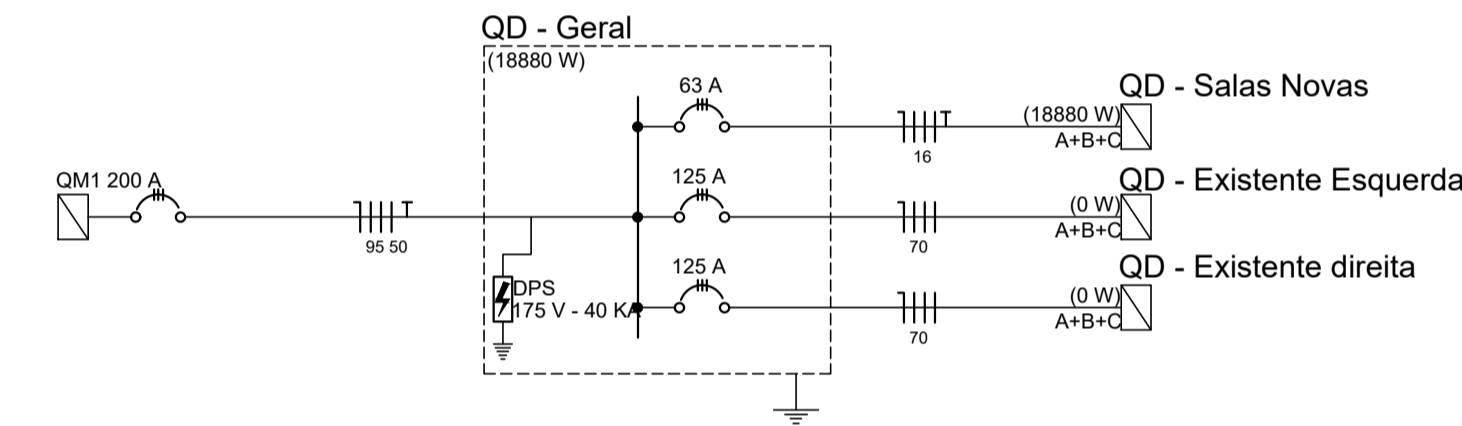 QD - Geral
(18880 W)
63 A
QD - Salas Novas
(18880 W)
A+B+C
16
QM1 200 A
125 A
QD - Existente Esquerda
(0 W)
A+B+C
95 50
70
125 A
QD - Existente direita
DPS
175 V - 40 KA
(0 W)
A+B+C
70